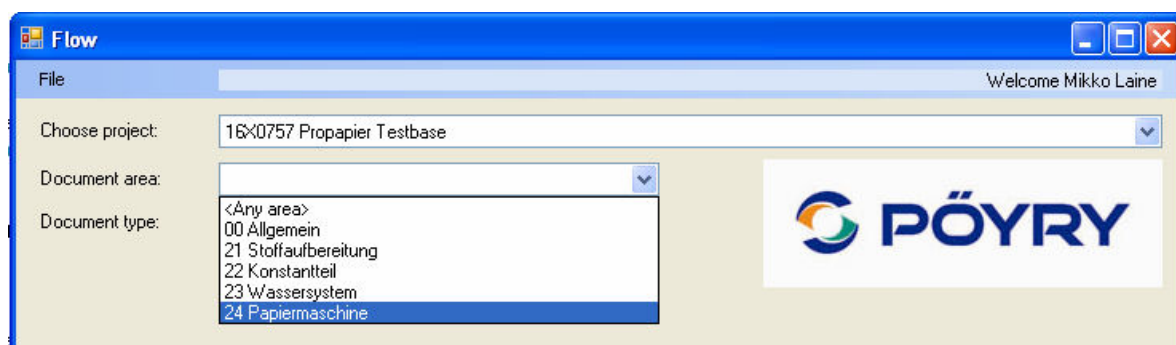 Flow
File
Welcome Mikko Laine
Choose project:
16X0757 Propapier Testbase
Document area:
<Any area>
00 Allgemein
21 Stoffaufbereitung
22 Konstantteil
23 Wassersystem
24 Papiermaschine
Document type:
PÖYRY